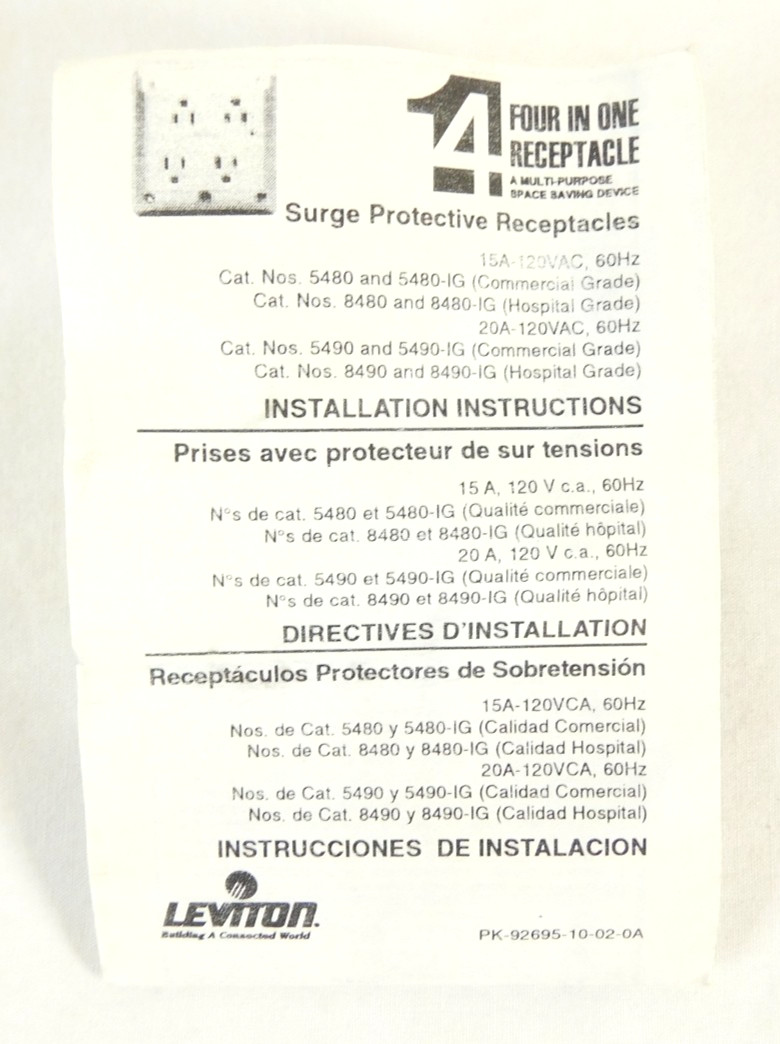 14
FOUR IN ONE
RECEPTACLE
A MULTI-PURPOSE
SPACE SAVING DEVICE
Surge Protective Receptacles
15A-120VAC, 60Hz
Cat. Nos. 5480 and 5480-IG (Commercial Grade)
Cat. Nos. 8480 and 8480-IG (Hospital Grade)
20A-120VAC, 60Hz
Cat. Nos. 5490 and 5490-IG (Commercial Grade)
Cat. Nos. 8490 and 8490-IG (Hospital Grade)
INSTALLATION INSTRUCTIONS
Prises avec protecteur de sur tensions
15 A, 120 V c.a., 60Hz
N°s de cat. 5480 et 5480-IG (Qualité commerciale)
N°s de cat. 8480 et 8480-IG (Qualité hôpital)
20 A, 120 V c.a., 60Hz
N°s de cat. 5490 et 5490-IG (Qualité commerciale)
N°s de cat. 8490 et 8490-IG (Qualité hôpital)
DIRECTIVES D'INSTALLATION
Receptáculos Protectores de Sobretensión
15A-120VCA, 60Hz
Nos. de Cat. 5480 y 5480-IG (Calidad Comercial)
Nos. de Cat. 8480 y 8480-IG (Calidad Hospital)
20A-120VCA, 60Hz
Nos. de Cat. 5490 y 5490-IG (Calidad Comercial)
Nos. de Cat. 8490 y 8490-IG (Calidad Hospital)
INSTRUCCIONES DE INSTALACION
LEVITON.
Building A Connected World
PK-92695-10-02-0A